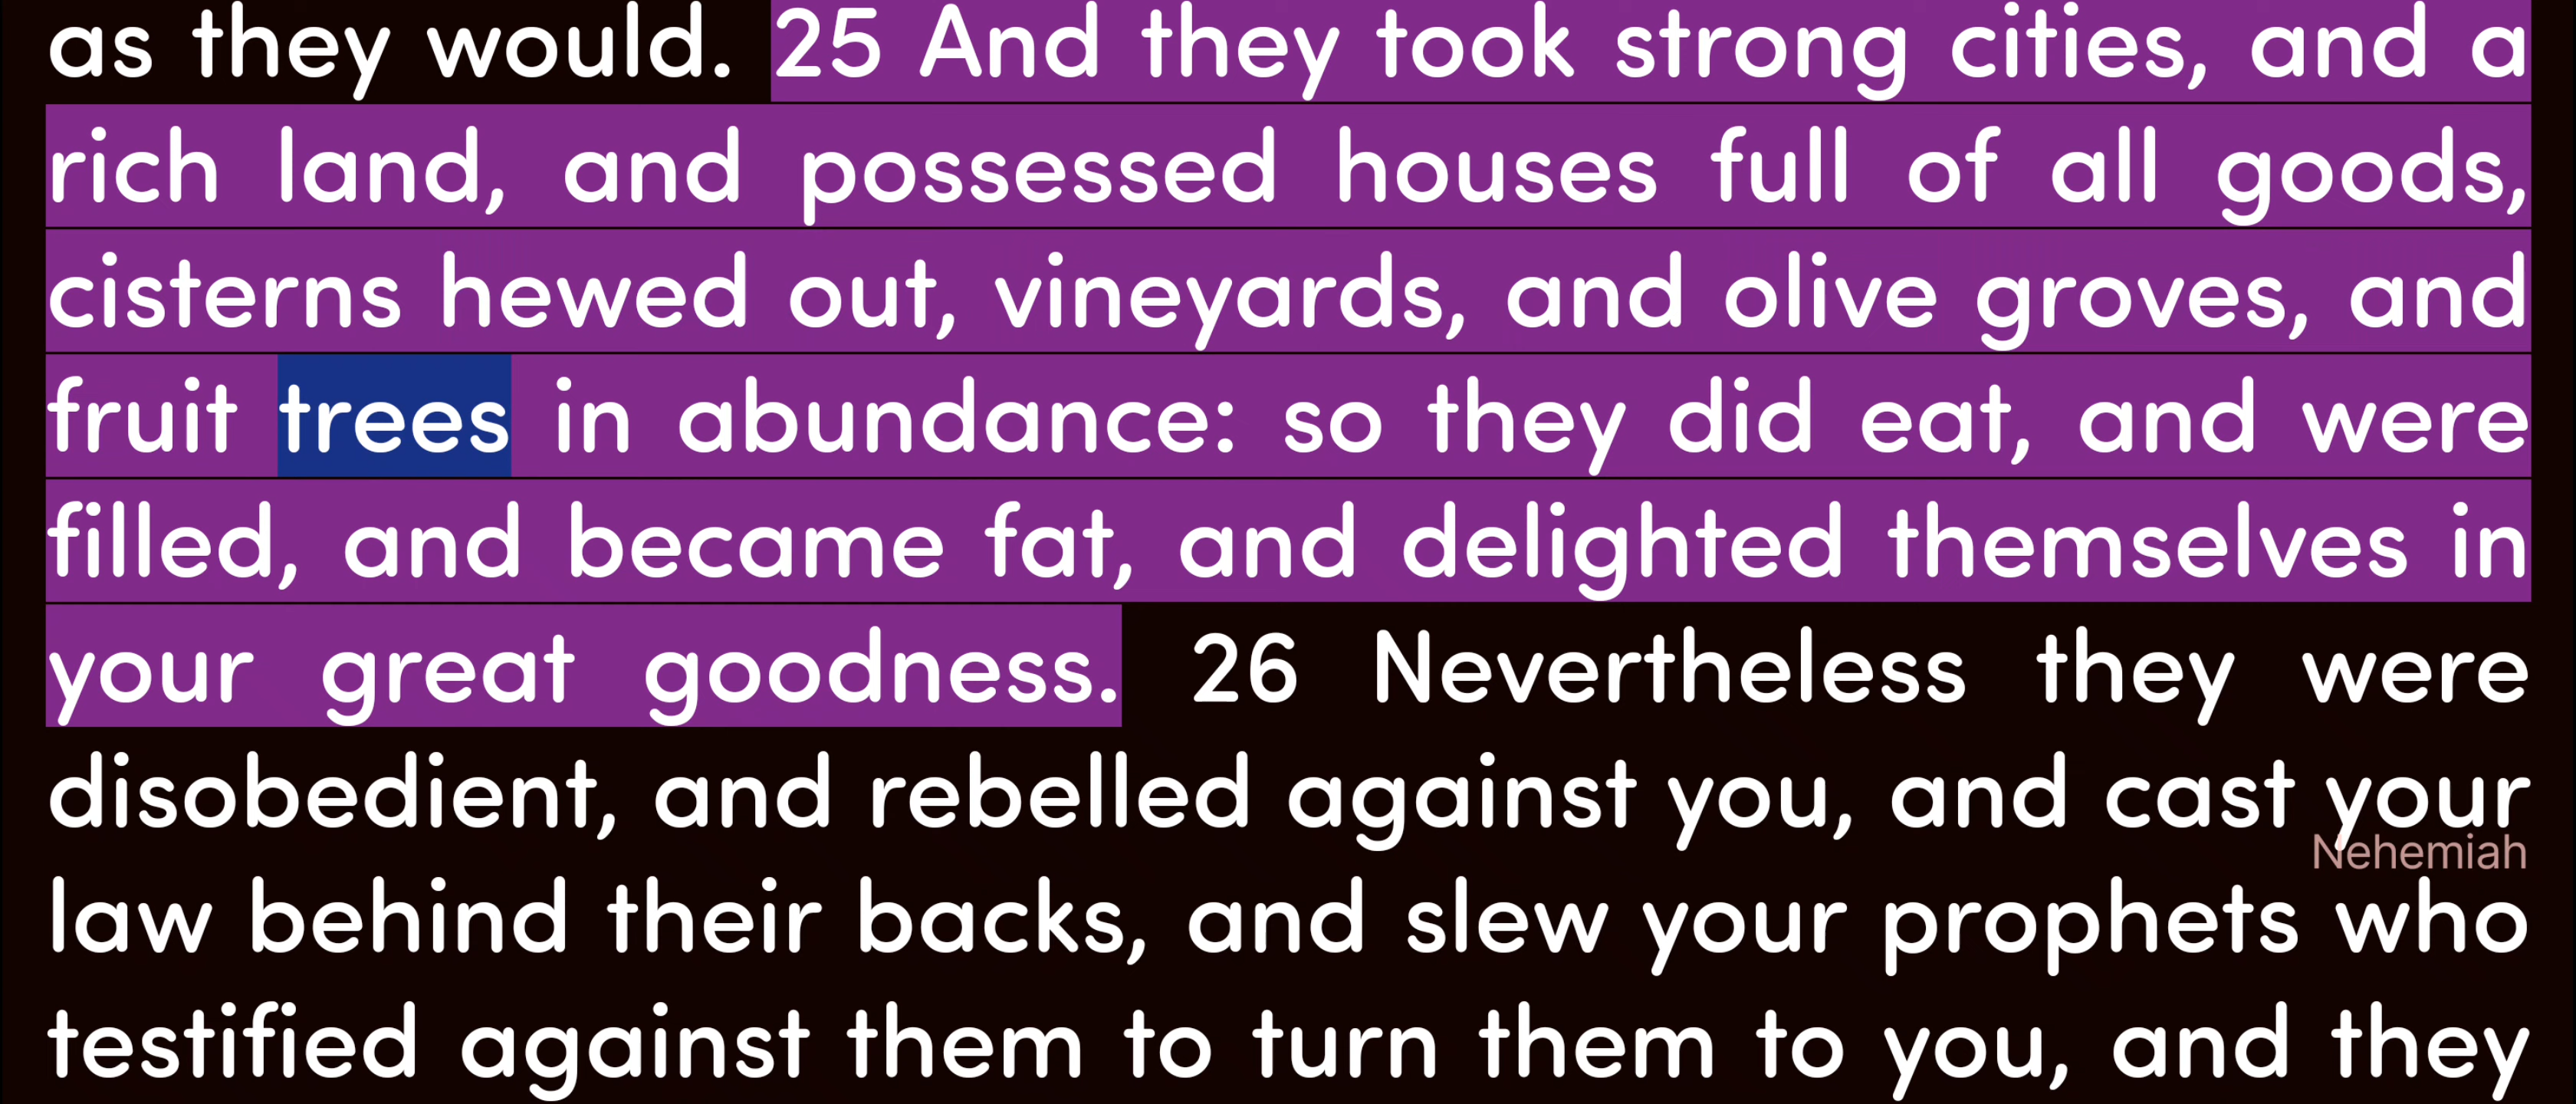 as they would. 25 And they took strong cities, and a
rich land, and possessed houses full of all goods,
cisterns hewed out, vineyards, and olive groves, and
fruit trees in abundance: so they did eat, and were
filled, and became fat, and delighted themselves in
your great goodness. 26 Nevertheless they were
disobedient, and rebelled against you, and cast your
Nehemiah
law behind their backs, and slew your prophets who
testified against them to turn them to you, and they